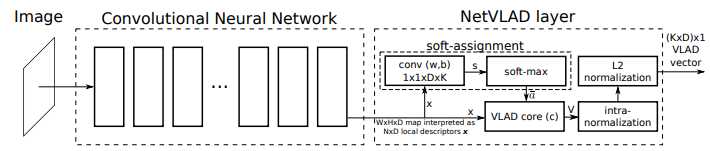 Image
Convolutional Neural Network
NetVLAD layer
soft-assignment
conv (w,b)
1x1xDxK
s
soft-max
L2
normalization
(KxD)x1
VLAD
vector
x
x
ā
VLAD core (c)
V
intra-
normalization
...
WxHxD map interpreted as
NxD local descriptors x